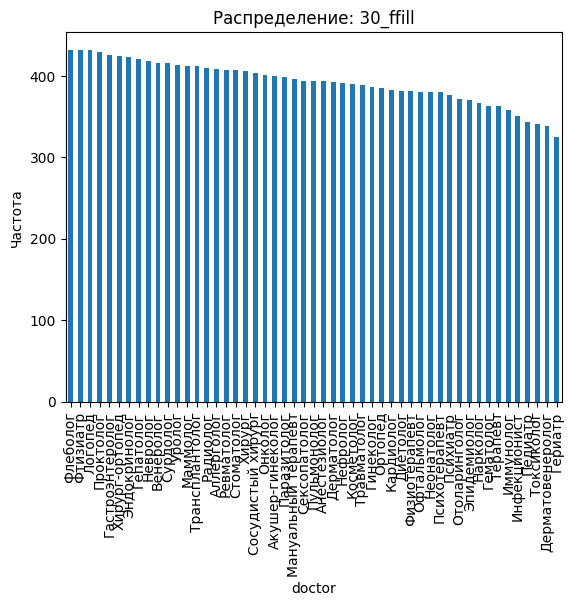 Распределение: 30_ffill
Частота
400
300
200
100
0
Флеболог
Фтизиатр
Логопед
Проктолог
Гастроэнтеролог
Хирург-ортопед
Эндокринолог
Гепатолог
Невролог
Венеролог
Сурдолог
Уролог
Маммолог
Трансплантолог
Радиолог
Аллерголог
Ревматолог
Стоматолог
Хирург
Сосудистый хирург
Онколог
Акушер-гинеколог
Паразитолог
Мануальный терапевт
Сексопатолог
Пульмонолог
Анестезиолог
Дерматолог
Нефролог
Косметолог
Травматолог
Гинеколог
Ортопед
Кардиолог
Диетолог
Физиотерапевт
Офтальмолог
Неонатолог
Психотерапевт
Психиатр
Отоларинголог
Эпидемиолог
Нарколог
Гематолог
Терапевт
Иммунолог
Инфекционист
Педиатр
Токсиколог
Дерматовенеролог
Гериатр
doctor